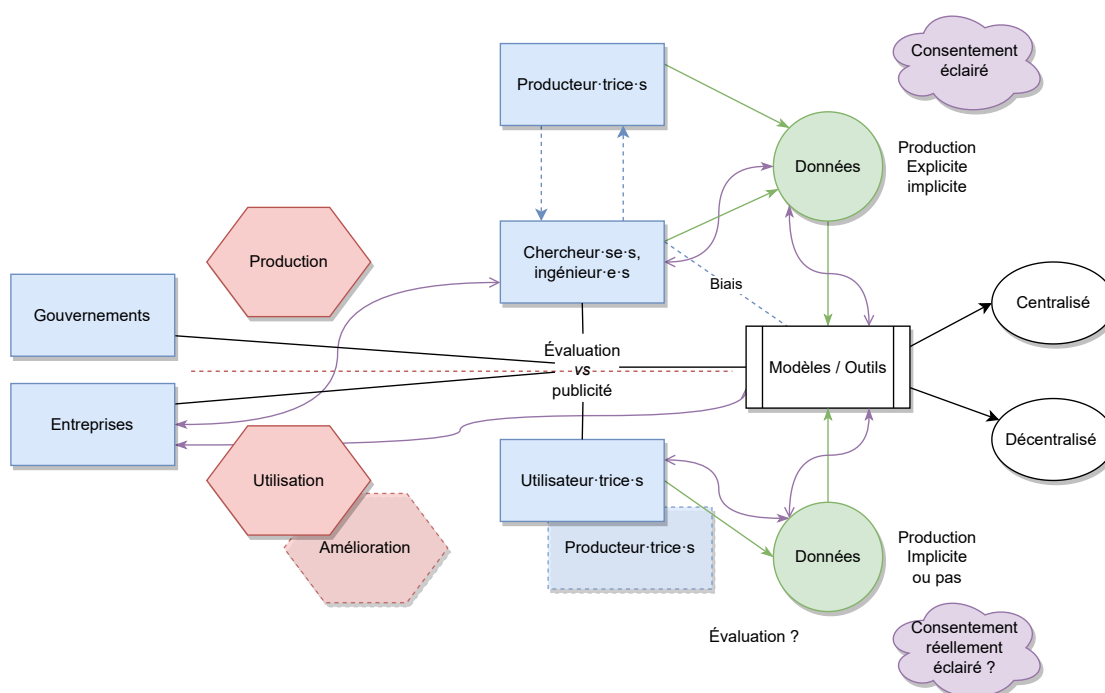 Consentement
éclairé
Producteur·trice·s
Données
Production
Explicite
implicite
Chercheur·se·s,
ingénieur·e·s
Production
Biais
Gouvernements
Centralisé
Évaluation
vs
publicité
Modèles / Outils
Entreprises
Décentralisé
Utilisation
Utilisateur·trice·s
Amélioration
Producteur·trice·s
Données
Production
Implicite
ou pas
Évaluation ?
Consentement
réellement
éclairé ?